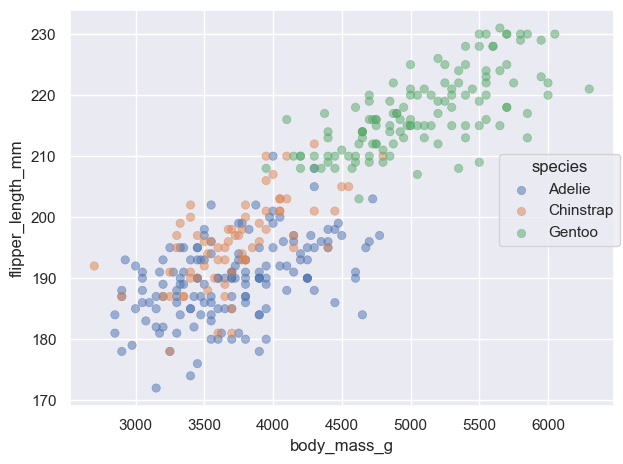 230
220
210
200
190
180
170
flipper_length_mm
3000 3500 4000 4500 5000 5500 6000
body_mass_g
species
Adelie
Chinstrap
Gentoo